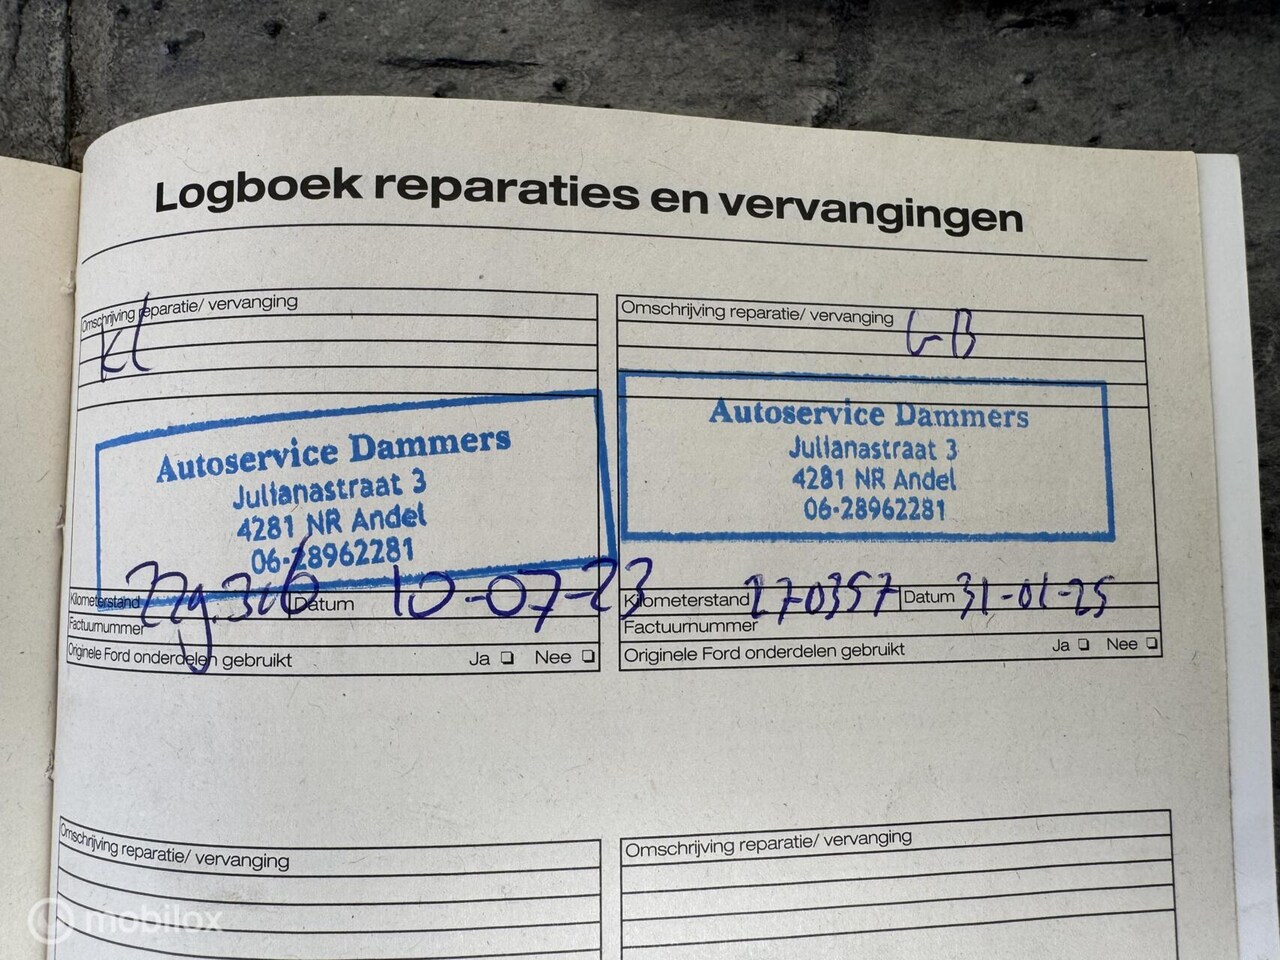 Logboek reparaties en vervangingen
Omschrijving reparatie/ vervanging
Kl
Autoservice Dammers
Julianastraat 3
4281 NR Andel
06-28962281
Kilometerstand 229.306 Datum 10-07-23
Factuurnummer
Originele Ford onderdelen gebruikt Ja Nee
Omschrijving reparatie/ vervanging GB
Autoservice Dammers
Julianastraat 3
4281 NR Andel
06-28962281
Kilometerstand 270357 Datum 31-01-25
Factuurnummer
Originele Ford onderdelen gebruikt Ja Nee
Omschrijving reparatie/ vervanging
Omschrijving reparatie/ vervanging
mobilox